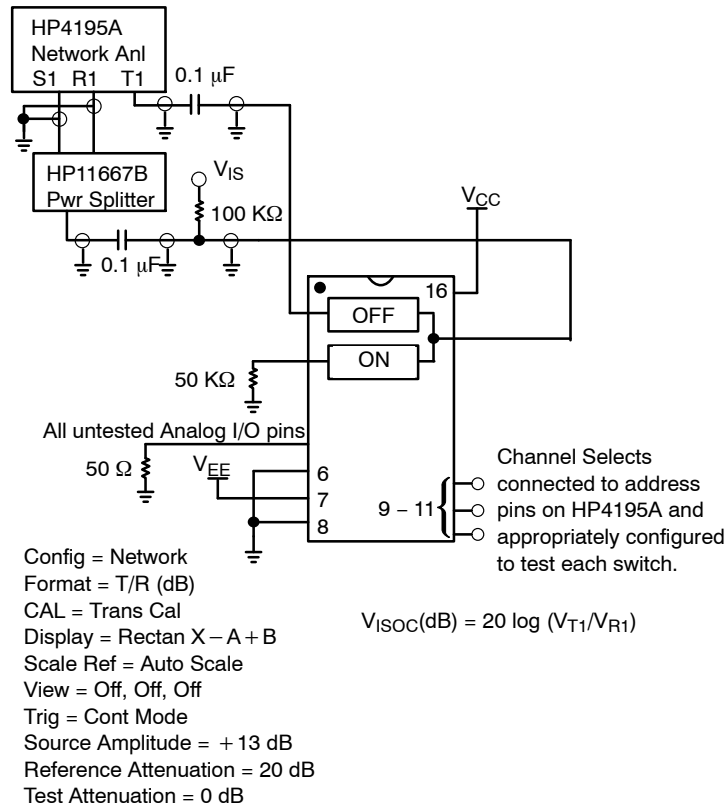 HP4195A
Network Anl
S1 R1 T1
0.1 μF
HP11667B
Pwr Splitter
VIS
100 KΩ
VCC
0.1 μF
16
OFF
ON
50 KΩ
All untested Analog I/O pins
50 Ω
VEE
6
7
8
9 – 11
Channel Selects
connected to address
pins on HP4195A and
appropriately configured
to test each switch.
Config = Network
Format = T/R (dB)
CAL = Trans Cal
Display = Rectan X – A + B
Scale Ref = Auto Scale
View = Off, Off, Off
Trig = Cont Mode
Source Amplitude = +13 dB
Reference Attenuation = 20 dB
Test Attenuation = 0 dB
VISOC(dB) = 20 log (VT1/VR1)